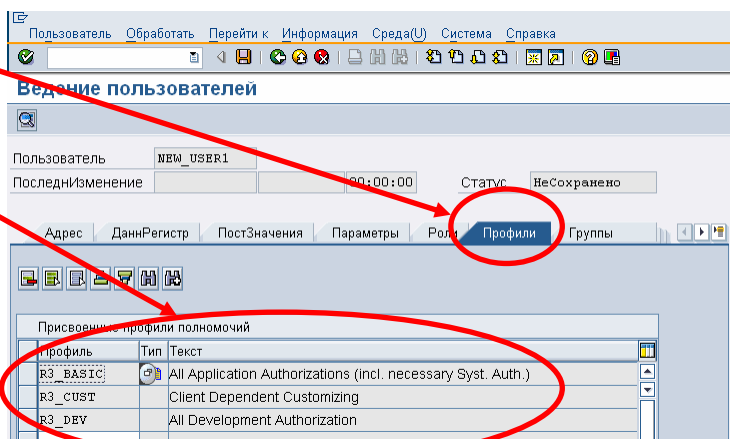 Пользователь Обработать Перейти к Информация Среда(U) Система Справка
Ведение пользователей
Пользователь NEW_USER1
ПоследнИзменение 00:00:00 Статус НеСохранено
Адрес ДаннРегистр ПостЗначения Параметры Роли Профили Группы
Присвоенные профили полномочий
Профиль Тип Текст
R3_BASIC All Application Authorizations (incl. necessary Syst. Auth.)
R3_CUST Client Dependent Customizing
R3_DEV All Development Authorization